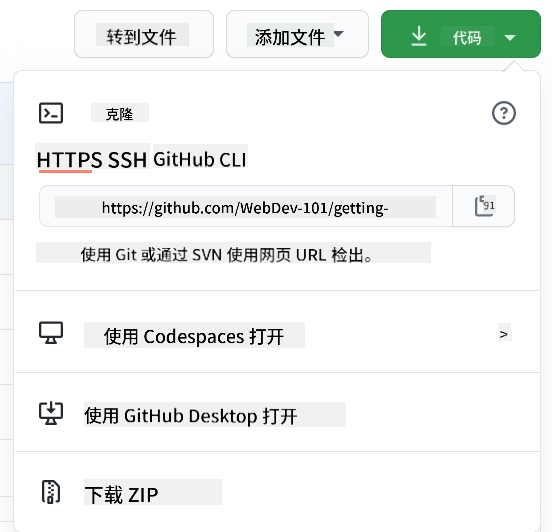 转到文件 添加文件 代码
克隆
HTTPS SSH GitHub CLI
https://github.com/WebDev-101/getting-
91
使用 Git 或通过 SVN 使用网页 URL 检出。
使用 Codespaces 打开 >
使用 GitHub Desktop 打开
下载 ZIP